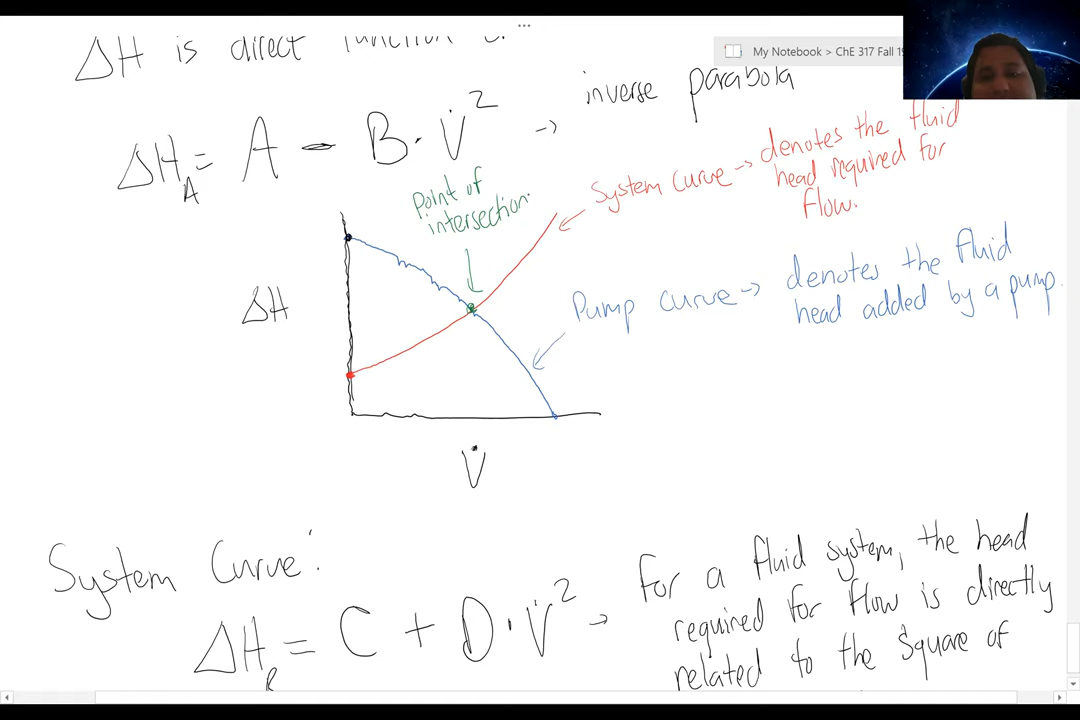 ΔH is direct function
My Notebook > ChE 317 Fall 19
ΔH_A = A - B · V̇² →
inverse parabola
Point of
intersection.
System Curve → denotes the fluid
head required for
flow.
ΔH
Pump curve → denotes the fluid
head added by a pump.
V̇
System Curve:
ΔH_R = C + D · V̇² →
For a fluid system, the head
required for flow is directly
related to the square of